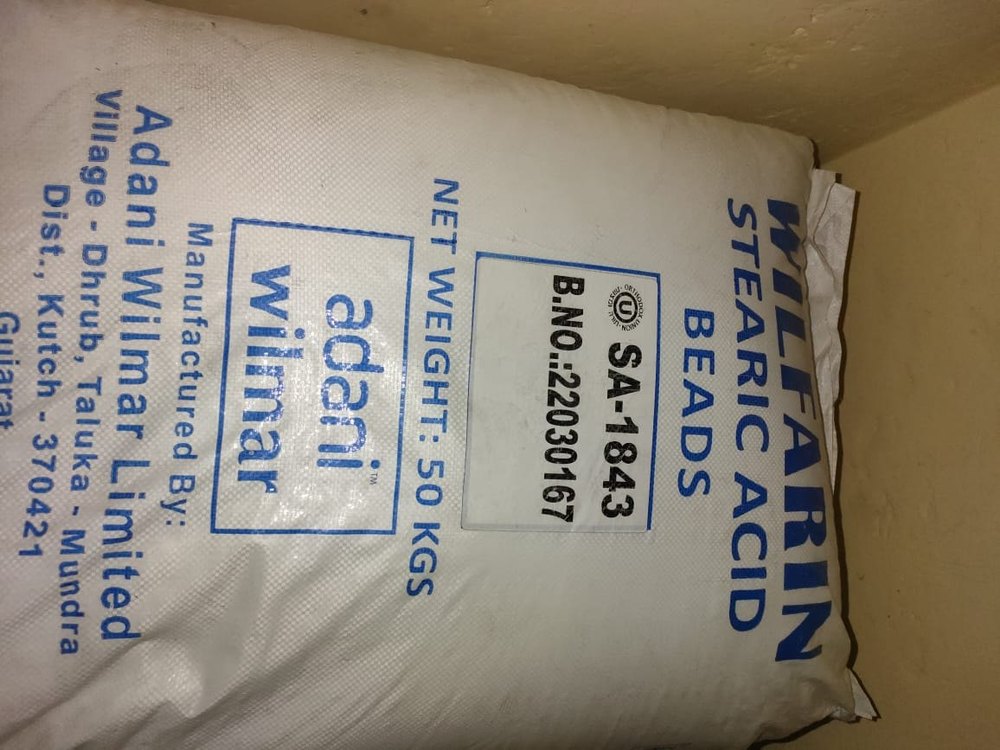 WILFARIN
STEARIC ACID
BEADS
SA-1843
B.NO.:22030167
NET WEIGHT: 50 KGS
adani
wilmar
TM
Manufactured By:
Adani Wilmar Limited
Village - Dhrub, Taluka - Mundra
Dist., Kutch - 370421
Gujarat